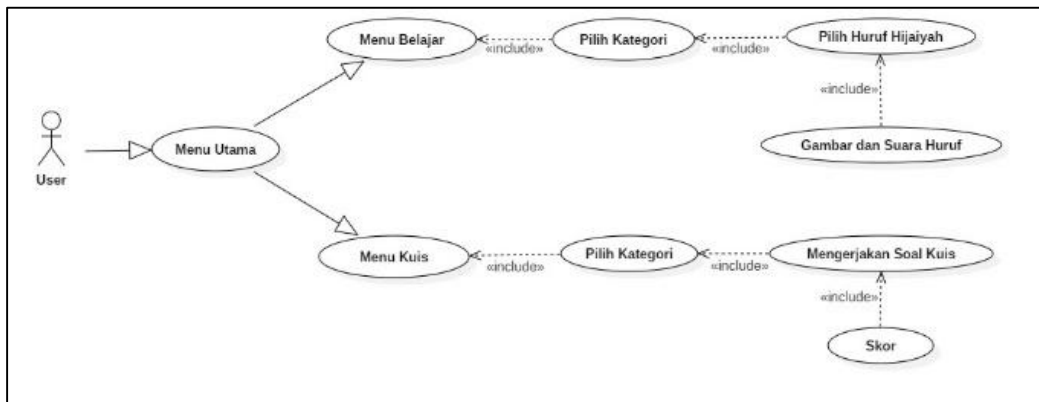 Menu Belajar
«include»
Pilih Kategori
«include»
Pilih Huruf Hijaiyah
«include»
Gambar dan Suara Huruf
User
Menu Utama
Menu Kuis
«include»
Pilih Kategori
«include»
Mengerjakan Soal Kuis
«include»
Skor